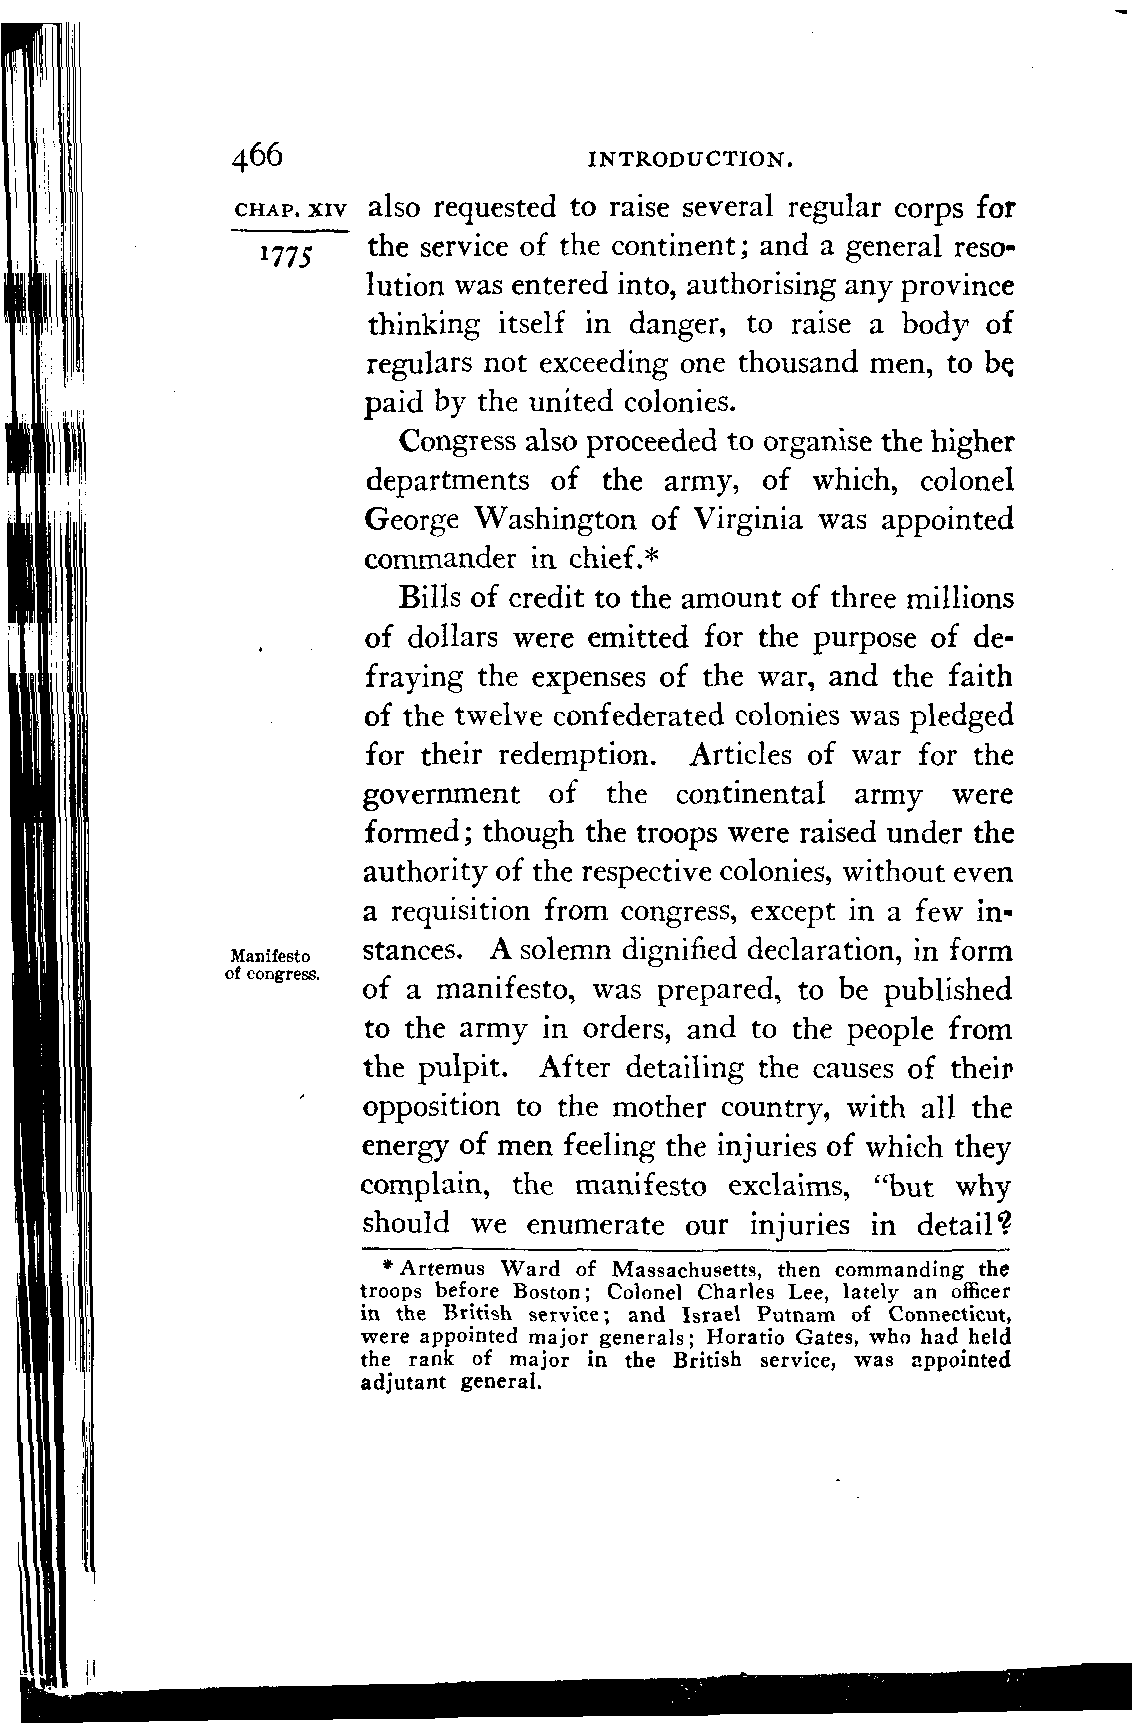 466 INTRODUCTION.
CHAP. XIV also requested to raise several regular corps for
1775 the service of the continent; and a general reso-
lution was entered into, authorising any province
thinking itself in danger, to raise a body of
regulars not exceeding one thousand men, to be
paid by the united colonies.
Congress also proceeded to organise the higher
departments of the army, of which, colonel
George Washington of Virginia was appointed
commander in chief.*
Bills of credit to the amount of three millions
of dollars were emitted for the purpose of de-
fraying the expenses of the war, and the faith
of the twelve confederated colonies was pledged
for their redemption. Articles of war for the
government of the continental army were
formed; though the troops were raised under the
authority of the respective colonies, without even
a requisition from congress, except in a few in-
Manifesto
of congress.
stances. A solemn dignified declaration, in form
of a manifesto, was prepared, to be published
to the army in orders, and to the people from
the pulpit. After detailing the causes of their
opposition to the mother country, with all the
energy of men feeling the injuries of which they
complain, the manifesto exclaims, "but why
should we enumerate our injuries in detail?
* Artemus Ward of Massachusetts, then commanding the
troops before Boston; Colonel Charles Lee, lately an officer
in the British service; and Israel Putnam of Connecticut,
were appointed major generals; Horatio Gates, who had held
the rank of major in the British service, was appointed
adjutant general.